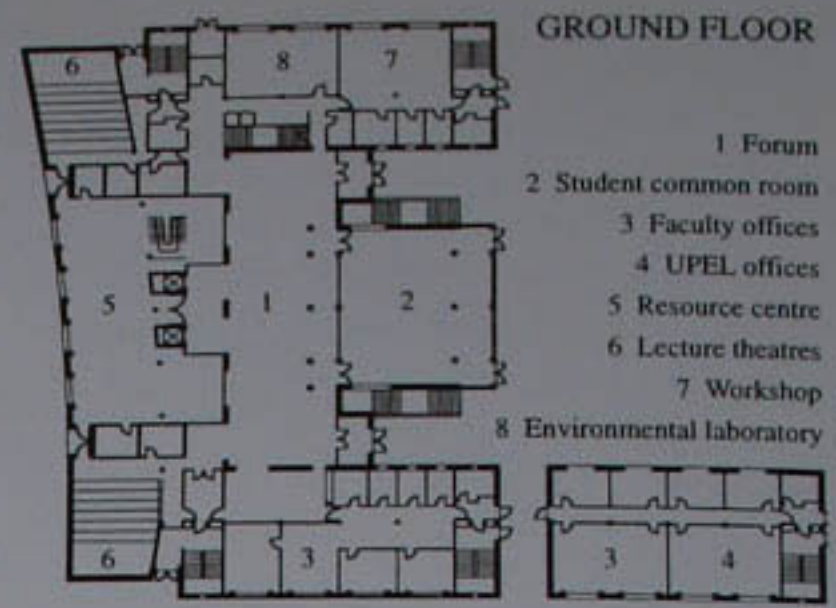 GROUND FLOOR
1 Forum
2 Student common room
3 Faculty offices
4 UPEL offices
5 Resource centre
6 Lecture theatres
7 Workshop
8 Environmental laboratory
6
8
7
5
1
2
6
3
3
4